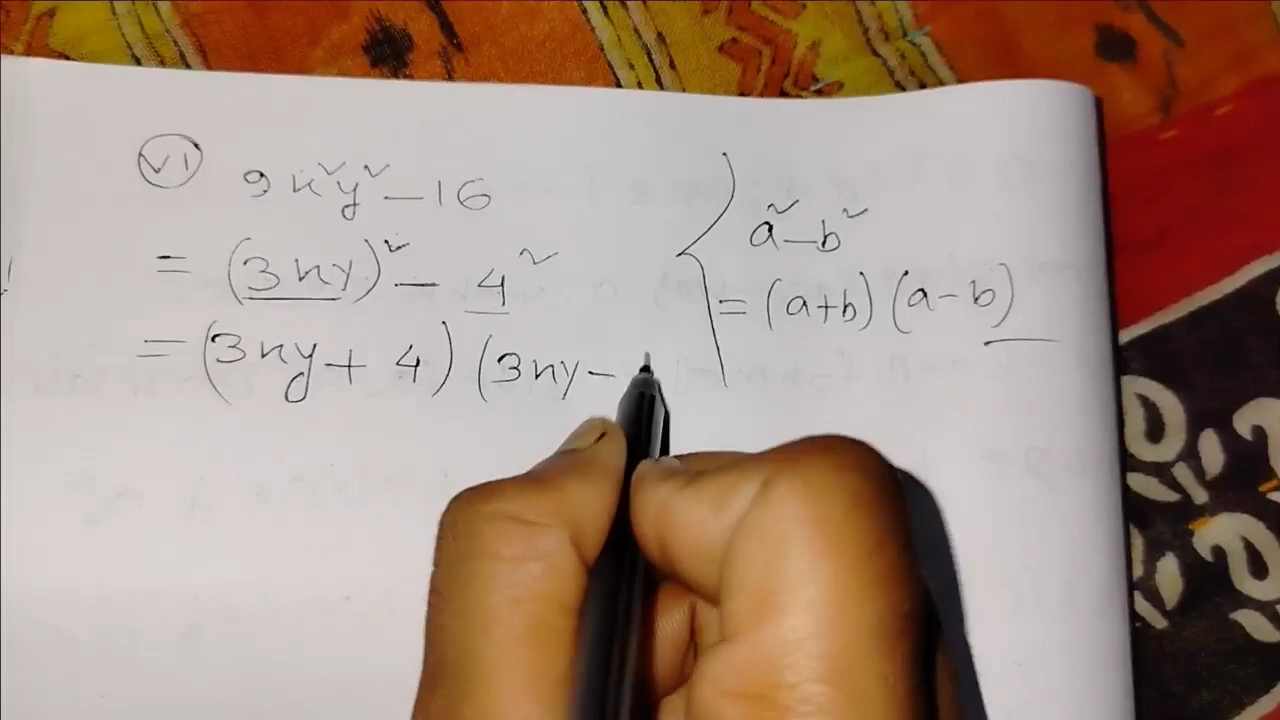 (VI) 9x²y² - 16
= (3xy)² - 4²
= (3xy + 4) (3xy -
a² - b²
= (a+b) (a-b)